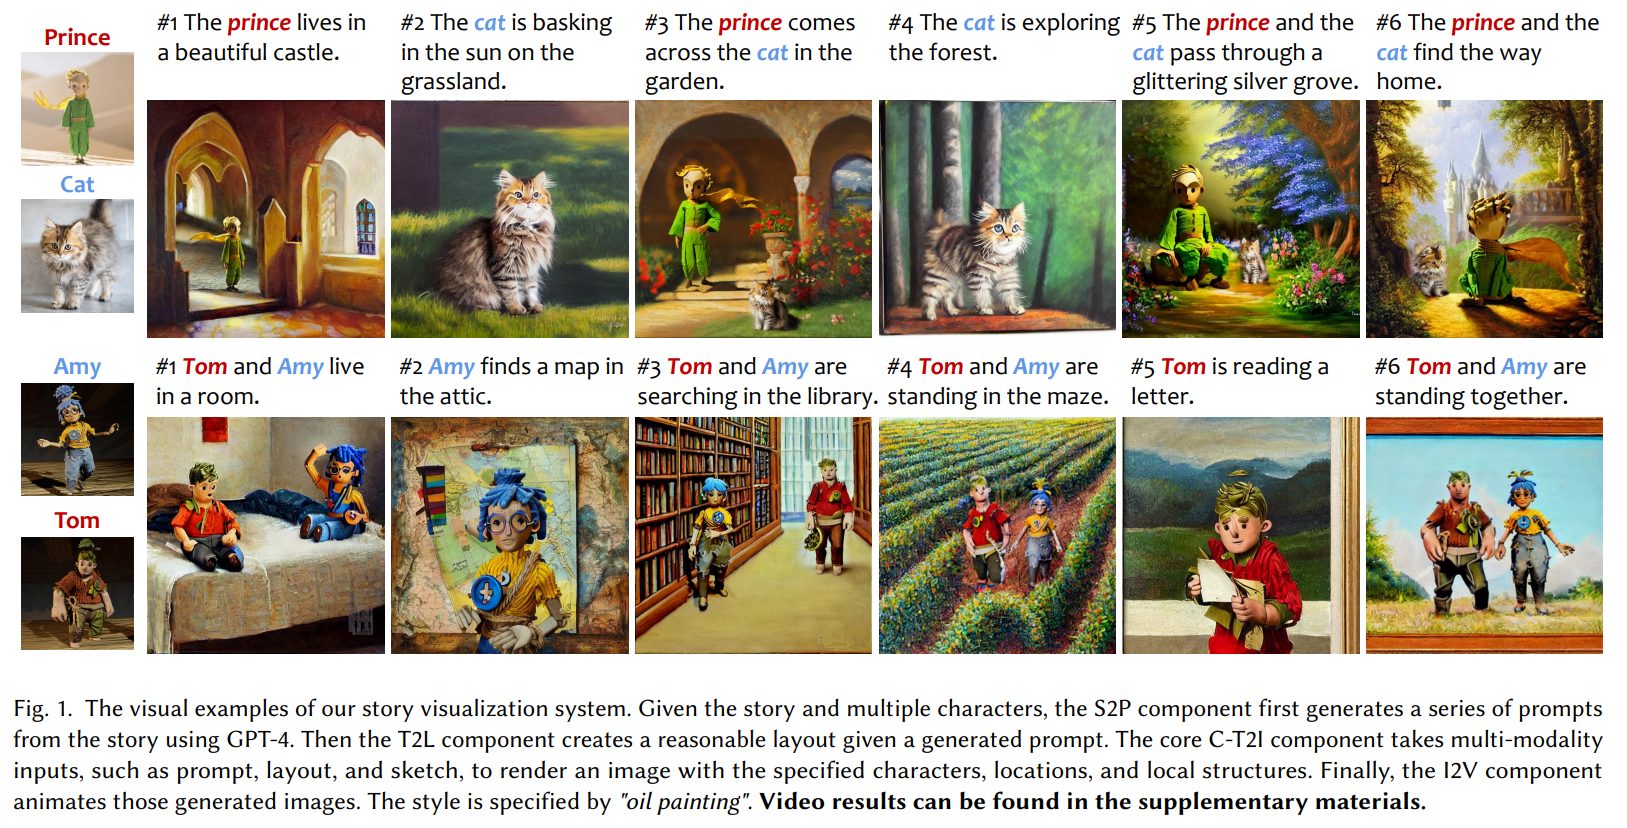 Prince
#1 The prince lives in
a beautiful castle.
#2 The cat is basking
in the sun on the
grassland.
#3 The prince comes
across the cat in the
garden.
#4 The cat is exploring
the forest.
#5 The prince and the
cat pass through a
glittering silver grove.
#6 The prince and the
cat find the way
home.
Cat
Amy
#1 Tom and Amy live
in a room.
#2 Amy finds a map in
the attic.
#3 Tom and Amy are
searching in the library.
#4 Tom and Amy are
standing in the maze.
#5 Tom is reading a
letter.
#6 Tom and Amy are
standing together.
Tom
Fig. 1. The visual examples of our story visualization system. Given the story and multiple characters, the S2P component first generates a series of prompts
from the story using GPT-4. Then the T2L component creates a reasonable layout given a generated prompt. The core C-T2I component takes multi-modality
inputs, such as prompt, layout, and sketch, to render an image with the specified characters, locations, and local structures. Finally, the I2V component
animates those generated images. The style is specified by "oil painting". Video results can be found in the supplementary materials.